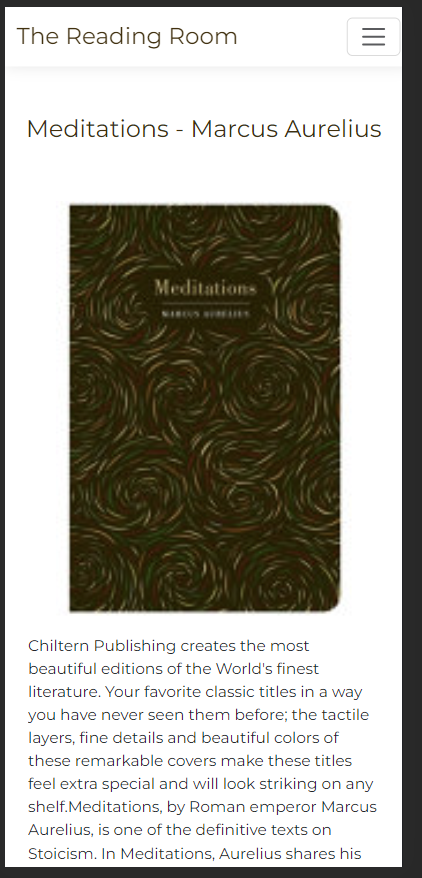 The Reading Room
Meditations - Marcus Aurelius
Meditations
MARCUS AURELIUS
Chiltern Publishing creates the most
beautiful editions of the World's finest
literature. Your favorite classic titles in a way
you have never seen them before; the tactile
layers, fine details and beautiful colors of
these remarkable covers make these titles
feel extra special and will look striking on any
shelf.Meditations, by Roman emperor Marcus
Aurelius, is one of the definitive texts on
Stoicism. In Meditations, Aurelius shares his